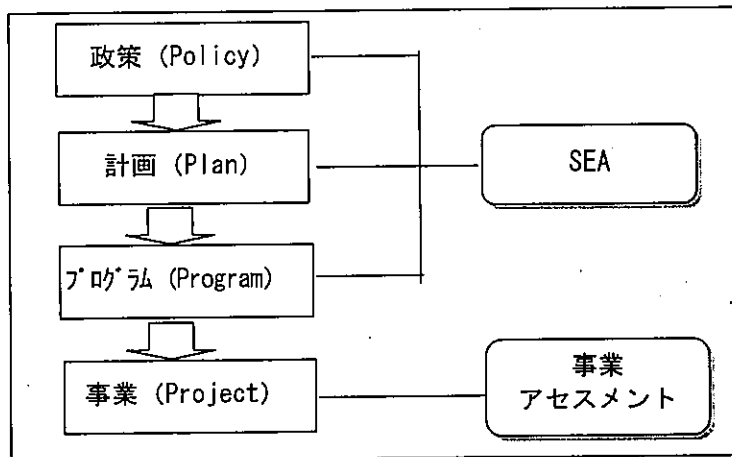 政策 (Policy)
計画 (Plan)
SEA
ﾌﾟﾛｸﾞﾗﾑ (Program)
事業 (Project)
事業
アセスメント